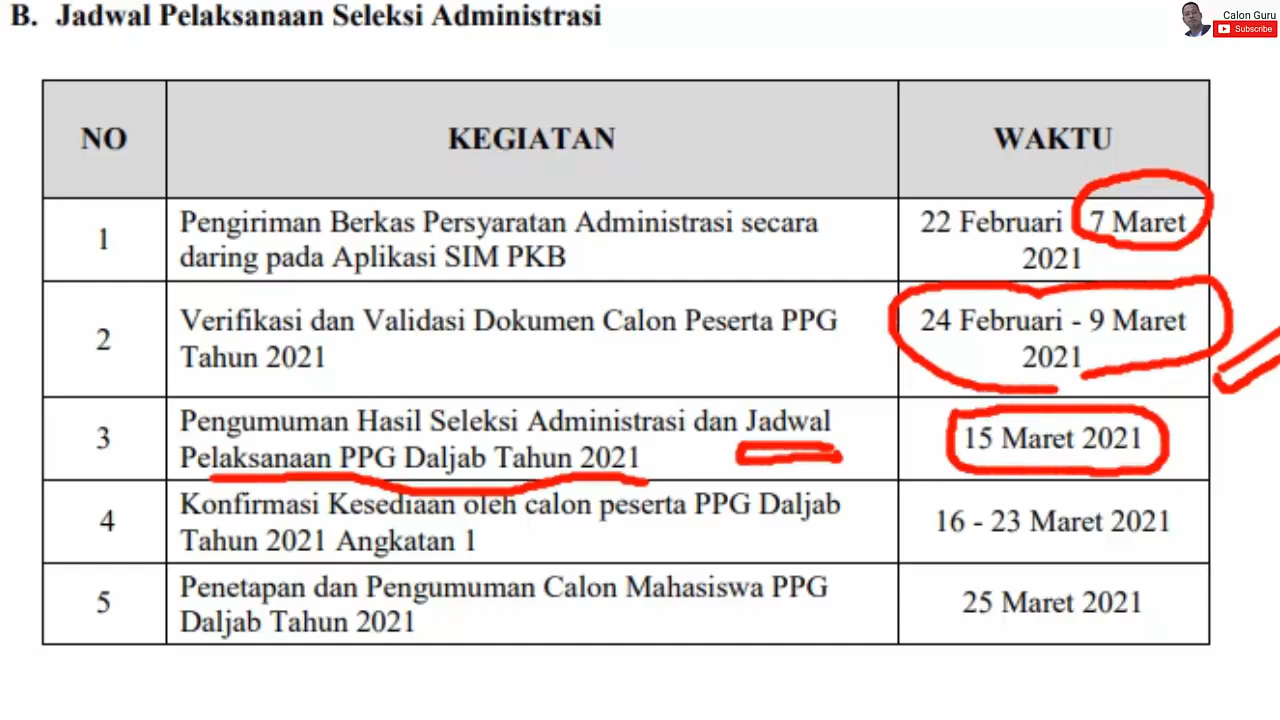 B. Jadwal Pelaksanaan Seleksi Administrasi
Calon Guru
Subscribe
NO KEGIATAN WAKTU
1 Pengiriman Berkas Persyaratan Administrasi secara 22 Februari 7 Maret
daring pada Aplikasi SIM PKB 2021
2 Verifikasi dan Validasi Dokumen Calon Peserta PPG 24 Februari - 9 Maret
Tahun 2021 2021
3 Pengumuman Hasil Seleksi Administrasi dan Jadwal 15 Maret 2021
Pelaksanaan PPG Daljab Tahun 2021
4 Konfirmasi Kesediaan oleh calon peserta PPG Daljab 16 - 23 Maret 2021
Tahun 2021 Angkatan 1
5 Penetapan dan Pengumuman Calon Mahasiswa PPG 25 Maret 2021
Daljab Tahun 2021